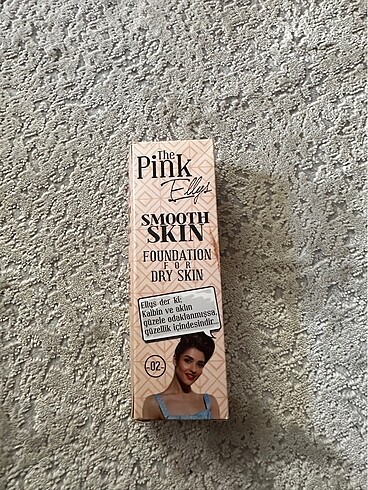 The
Pink
Ellys
SMOOTH
SKIN
FOUNDATION
FOR
DRY SKIN
Ellys der ki:
Kalbin ve aklın
güzele odaklanmışsa,
güzellik içindesindir...
-02-